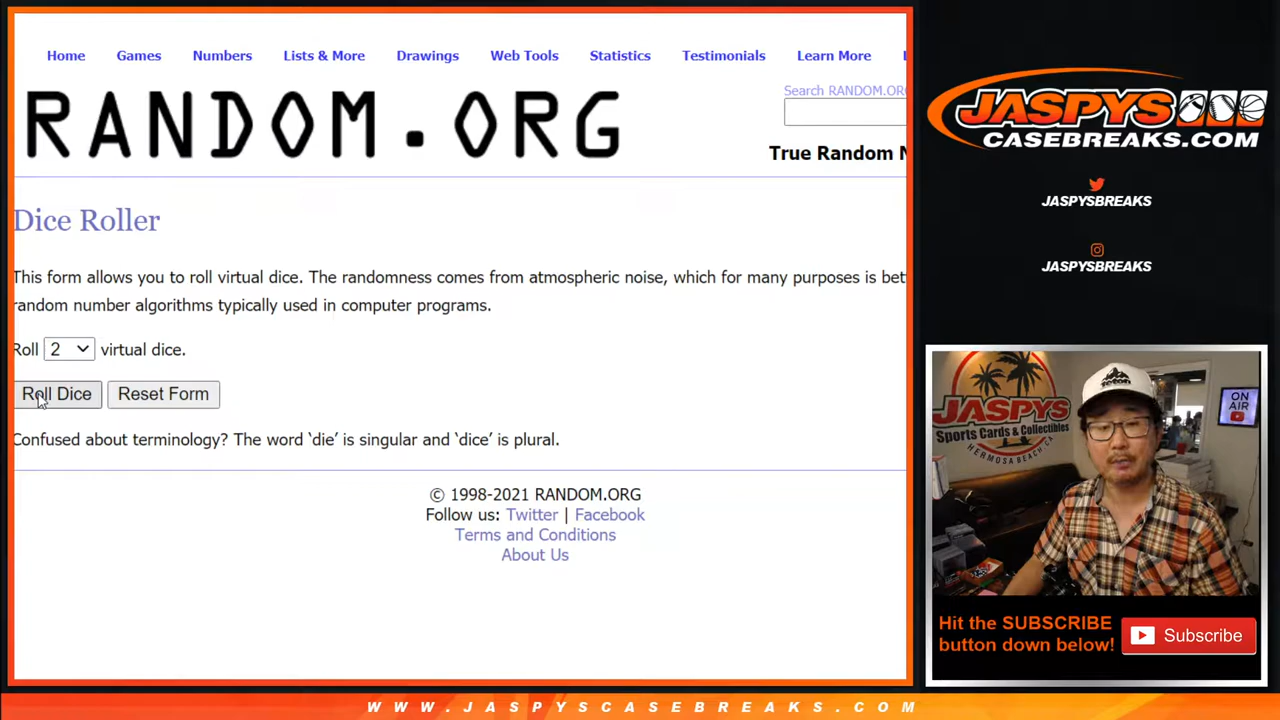 Home Games Numbers Lists & More Drawings Web Tools Statistics Testimonials Learn More
RANDOM.ORG
Search RANDOM.ORG
True Random N
Dice Roller
This form allows you to roll virtual dice. The randomness comes from atmospheric noise, which for many purposes is bet
random number algorithms typically used in computer programs.
Roll 2 virtual dice.
Roll Dice Reset Form
Confused about terminology? The word ‘die’ is singular and ‘dice’ is plural.
© 1998-2021 RANDOM.ORG
Follow us: Twitter | Facebook
Terms and Conditions
About Us
JASPYS
CASEBREAKS.COM
JASPYSBREAKS
JASPYSBREAKS
JASPYS
Sports Cards & Collectibles
HERMOSA BEACH CA
ON
AIR
Hit the SUBSCRIBE
button down below!
Subscribe
WWW.JASPYSCASEBREAKS.COM